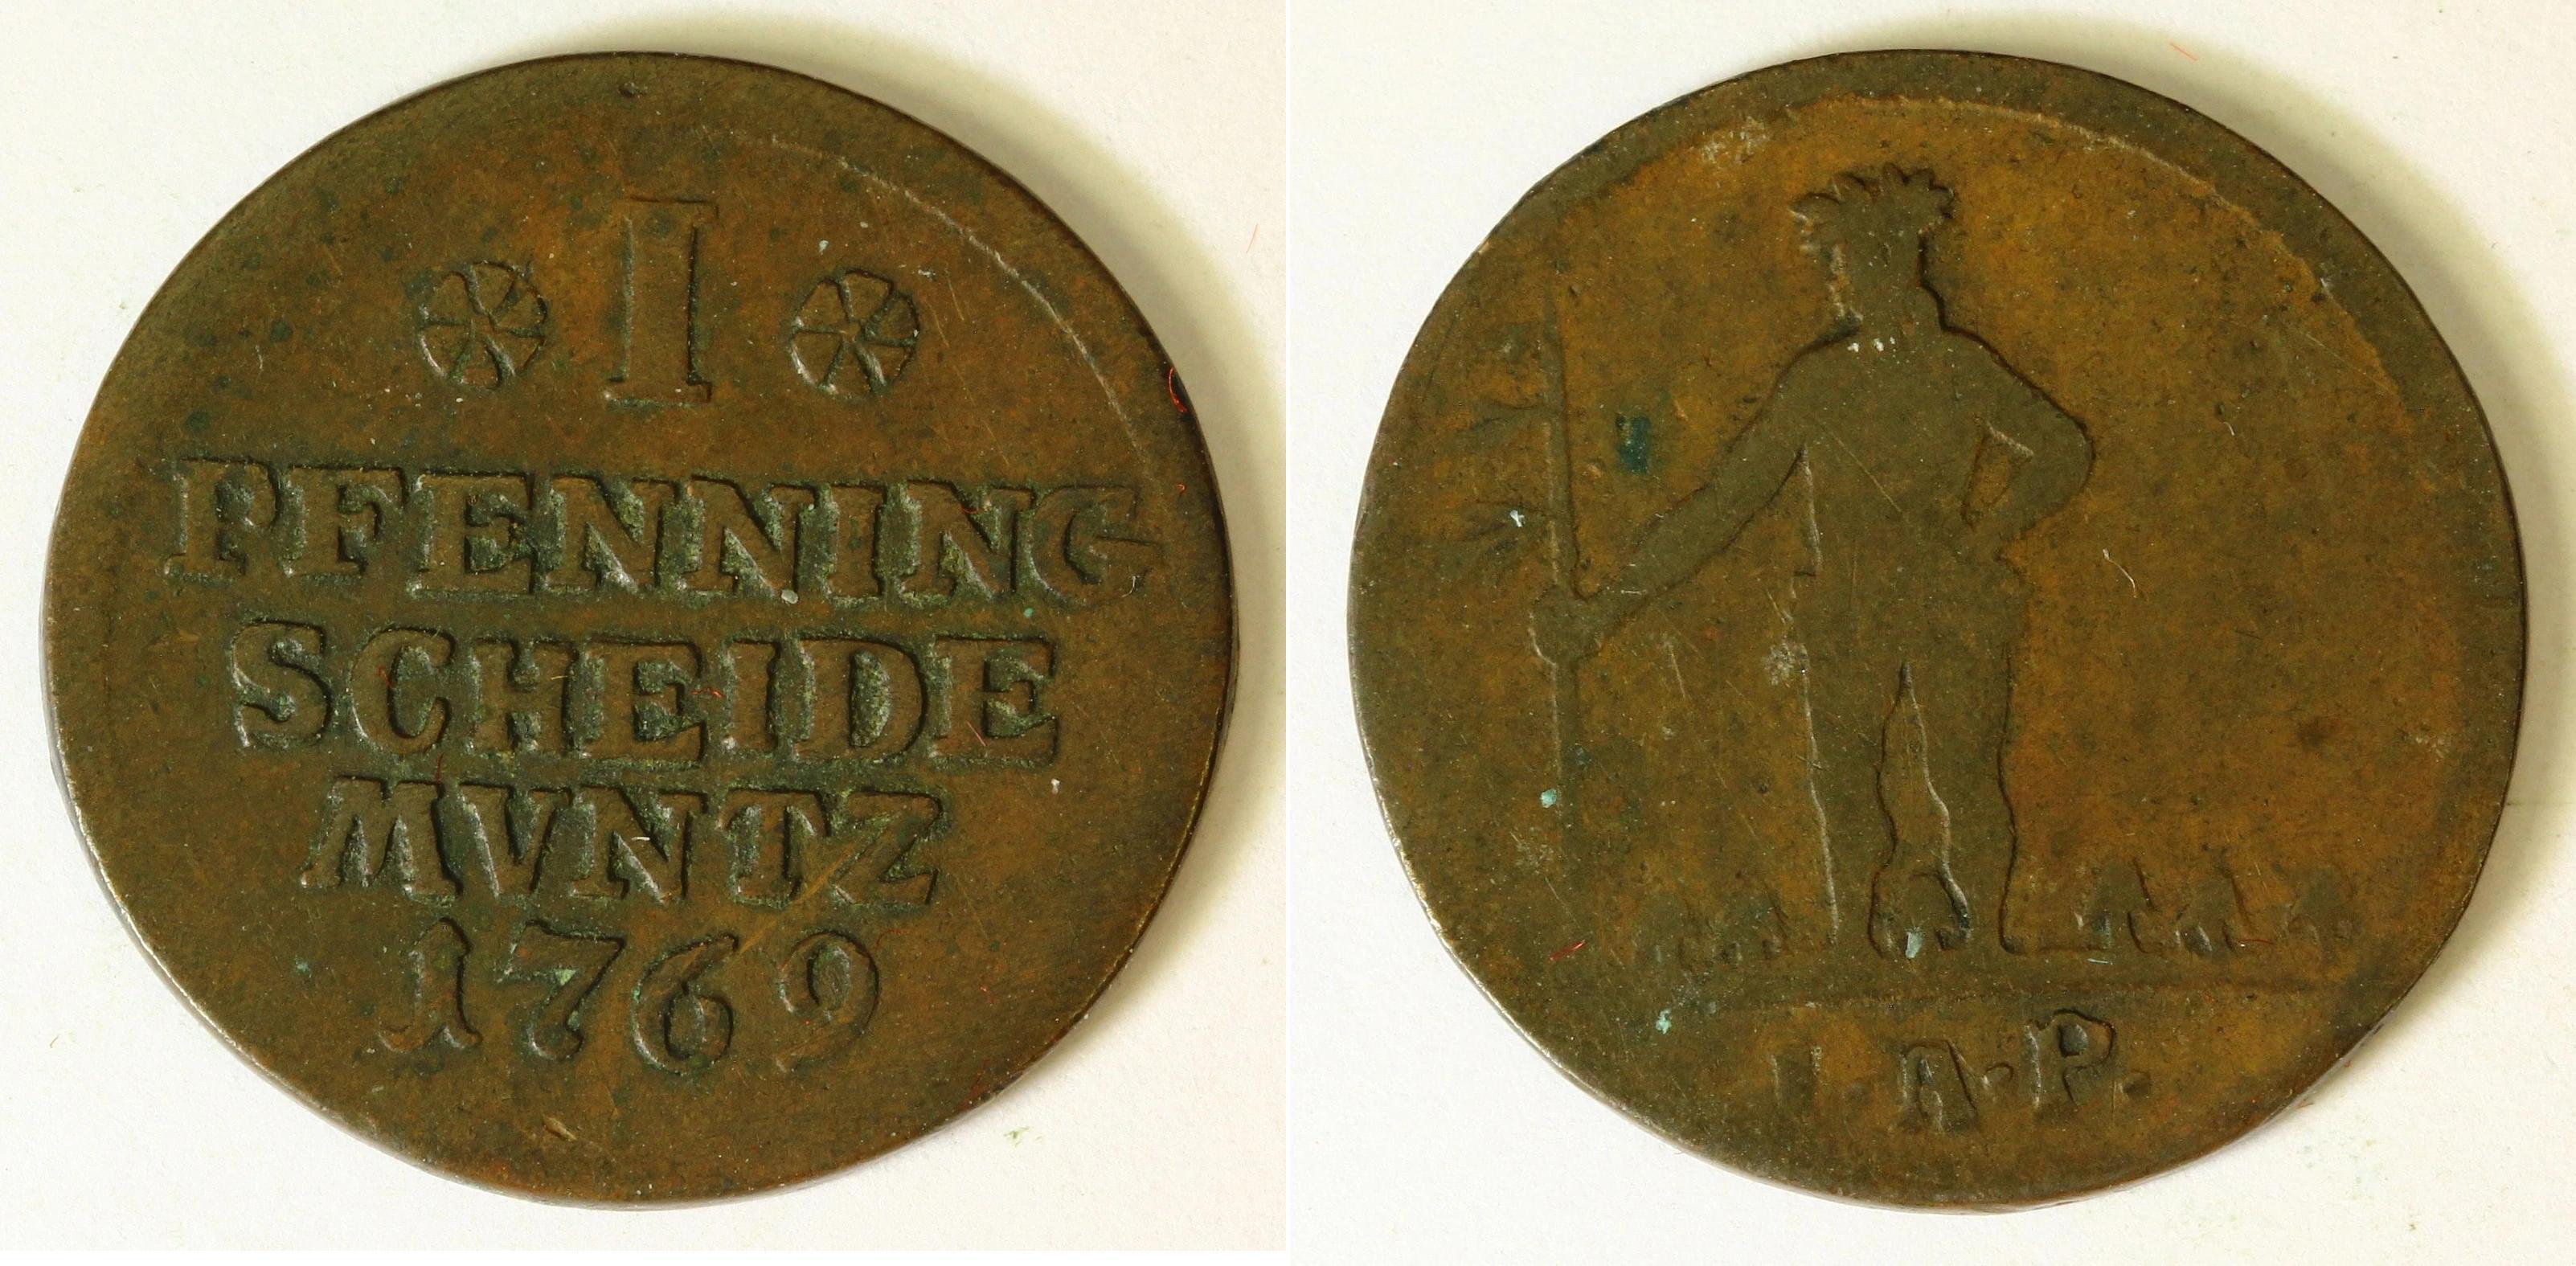 I
PFENNING
SCHEIDE
MVNTZ
1769
I. A. P.